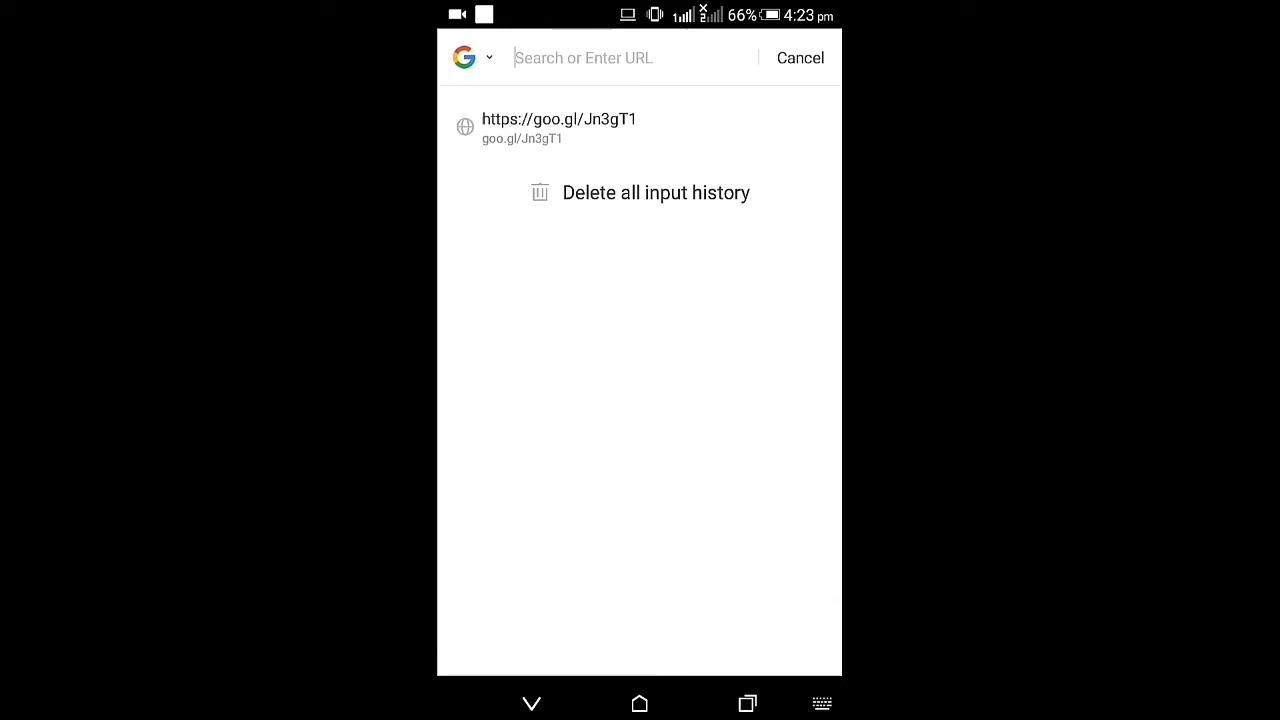 66% 4:23 pm
Search or Enter URL Cancel
https://goo.gl/Jn3gT1
goo.gl/Jn3gT1
Delete all input history